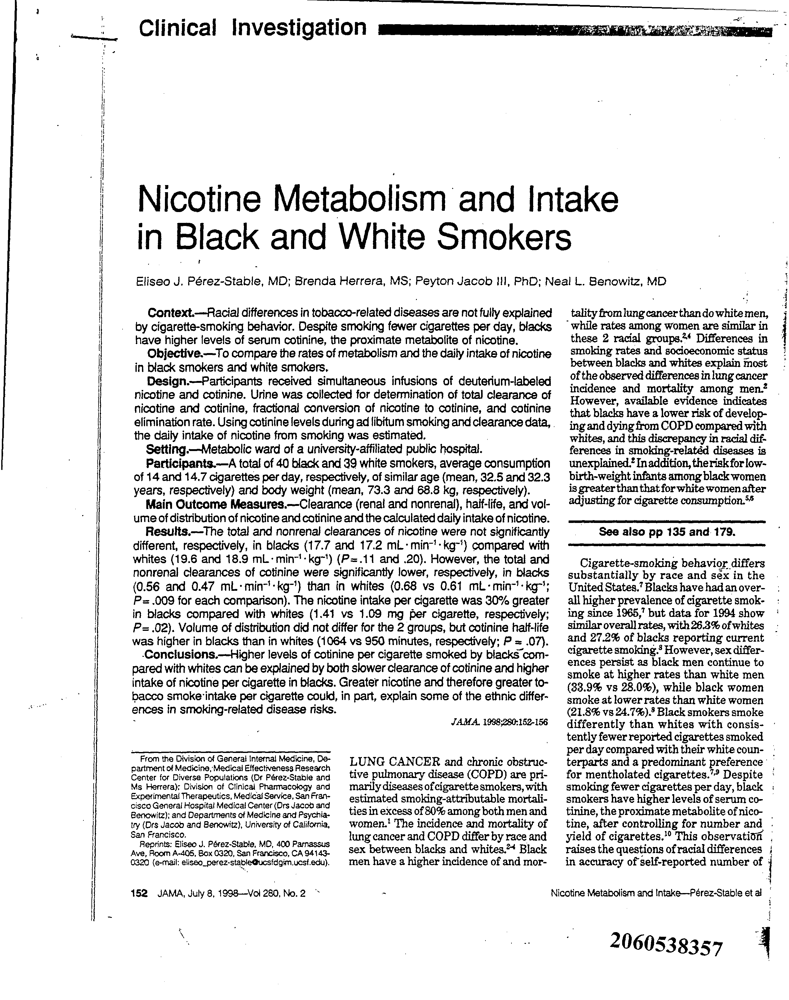 Clinical Investigation
Nicotine Metabolism and Intake
in Black and White Smokers
Eliseo J. Pérez-Stable, MD; Brenda Herrera, MS; Peyton Jacob III, PhD; Neal L. Benowitz, MD
Context.—Racial differences in tobacco-related diseases are not fully explained
by cigarette-smoking behavior. Despite smoking fewer cigarettes per day, blacks
have higher levels of serum cotinine, the proximate metabolite of nicotine.
Objective.—To compare the rates of metabolism and the daily intake of nicotine
in black smokers and white smokers.
Design.—Participants received simultaneous infusions of deuterium-labeled
nicotine and cotinine. Urine was collected for determination of total clearance of
nicotine and cotinine, fractional conversion of nicotine to cotinine, and cotinine
elimination rate. Using cotinine levels during ad libitum smoking and clearance data,
the daily intake of nicotine from smoking was estimated.
Setting.—Metabolic ward of a university-affiliated public hospital.
Participants.—A total of 40 black and 39 white smokers, average consumption
of 14 and 14.7 cigarettes per day, respectively, of similar age (mean, 32.5 and 32.3
years, respectively) and body weight (mean, 73.3 and 68.8 kg, respectively).
Main Outcome Measures.—Clearance (renal and nonrenal), half-life, and vol-
ume of distribution of nicotine and cotinine and the calculated daily intake of nicotine.
Results.—The total and nonrenal clearances of nicotine were not significantly
different, respectively, in blacks (17.7 and 17.2 mL·min⁻¹·kg⁻¹) compared with
whites (19.6 and 18.9 mL·min⁻¹·kg⁻¹) (P=.11 and .20). However, the total and
nonrenal clearances of cotinine were significantly lower, respectively, in blacks
(0.56 and 0.47 mL·min⁻¹·kg⁻¹) than in whites (0.68 vs 0.61 mL·min⁻¹·kg⁻¹;
P=.009 for each comparison). The nicotine intake per cigarette was 30% greater
in blacks compared with whites (1.41 vs 1.09 mg per cigarette, respectively;
P=.02). Volume of distribution did not differ for the 2 groups, but cotinine half-life
was higher in blacks than in whites (1064 vs 950 minutes, respectively; P = .07).
Conclusions.—Higher levels of cotinine per cigarette smoked by blacks com-
pared with whites can be explained by both slower clearance of cotinine and higher
intake of nicotine per cigarette in blacks. Greater nicotine and therefore greater to-
bacco smoke intake per cigarette could, in part, explain some of the ethnic differ-
ences in smoking-related disease risks.
JAMA. 1998;280:152-156
From the Division of General Internal Medicine, De-
partment of Medicine, Medical Effectiveness Research
Center for Diverse Populations (Dr Pérez-Stable and
Ms Herrera); Division of Clinical Pharmacology and
Experimental Therapeutics, Medical Service, San Fran-
cisco General Hospital Medical Center (Drs Jacob and
Benowitz); and Departments of Medicine and Psychia-
try (Drs Jacob and Benowitz), University of California,
San Francisco.
Reprints: Eliseo J. Pérez-Stable, MD, 400 Parnassus
Ave, Room A-405, Box 0320, San Francisco, CA 94143-
0320 (e-mail: eliseo_perez-stable@ucsfdgim.ucsf.edu).
LUNG CANCER and chronic obstruc-
tive pulmonary disease (COPD) are pri-
marily diseases of cigarette smokers, with
estimated smoking-attributable mortali-
ties in excess of 80% among both men and
women.¹ The incidence and mortality of
lung cancer and COPD differ by race and
sex between blacks and whites.²⁻⁴ Black
men have a higher incidence of and mor-
tality from lung cancer than do white men,
while rates among women are similar in
these 2 racial groups.²,⁴ Differences in
smoking rates and socioeconomic status
between blacks and whites explain most
of the observed differences in lung cancer
incidence and mortality among men.²
However, available evidence indicates
that blacks have a lower risk of develop-
ing and dying from COPD compared with
whites, and this discrepancy in racial dif-
ferences in smoking-related diseases is
unexplained.² In addition, the risk for low-
birth-weight infants among black women
is greater than that for white women after
adjusting for cigarette consumption.⁵,⁶
See also pp 135 and 179.
Cigarette-smoking behavior differs
substantially by race and sex in the
United States.⁷ Blacks have had an over-
all higher prevalence of cigarette smok-
ing since 1965,⁷ but data for 1994 show
similar overall rates, with 26.3% of whites
and 27.2% of blacks reporting current
cigarette smoking.⁸ However, sex differ-
ences persist as black men continue to
smoke at higher rates than white men
(33.9% vs 28.0%), while black women
smoke at lower rates than white women
(21.8% vs 24.7%).⁸ Black smokers smoke
differently than whites with consis-
tently fewer reported cigarettes smoked
per day compared with their white coun-
terparts and a predominant preference
for mentholated cigarettes.⁷,⁹ Despite
smoking fewer cigarettes per day, black
smokers have higher levels of serum co-
tinine, the proximate metabolite of nico-
tine, after controlling for number and
yield of cigarettes.¹⁰ This observation
raises the questions of racial differences
in accuracy of self-reported number of
152 JAMA, July 8, 1998—Vol 280, No. 2
Nicotine Metabolism and Intake—Pérez-Stable et al
2060538357